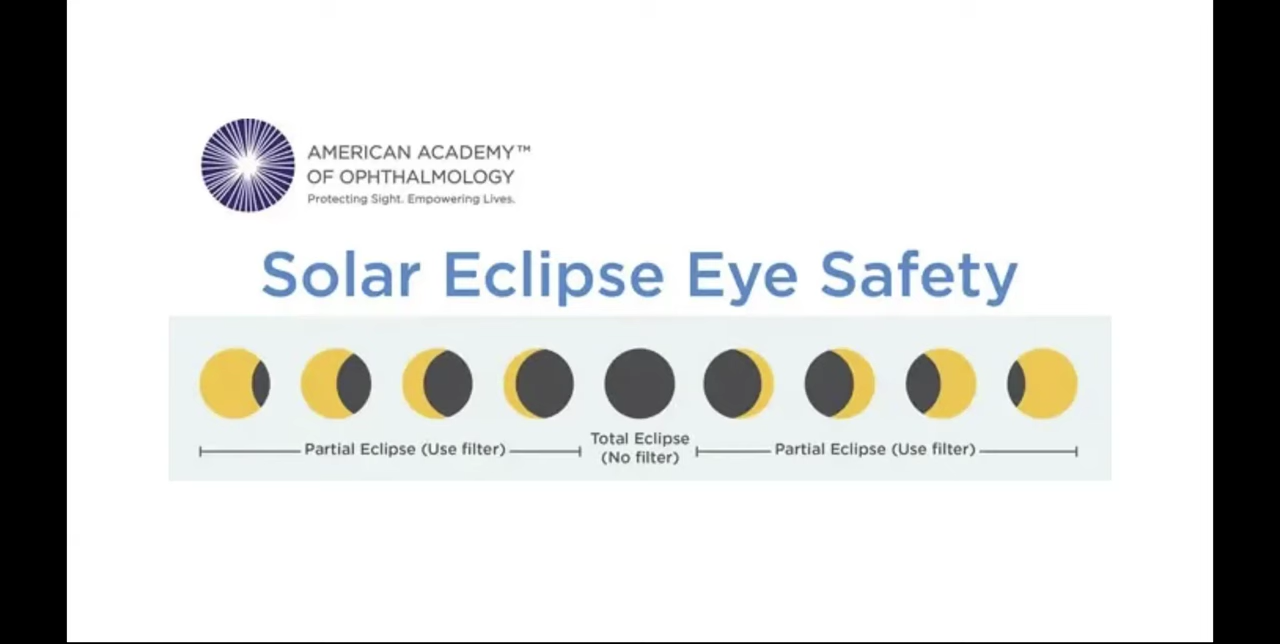 AMERICAN ACADEMY™
OF OPHTHALMOLOGY
Protecting Sight. Empowering Lives.
Solar Eclipse Eye Safety
Partial Eclipse (Use filter)
Total Eclipse
(No filter)
Partial Eclipse (Use filter)